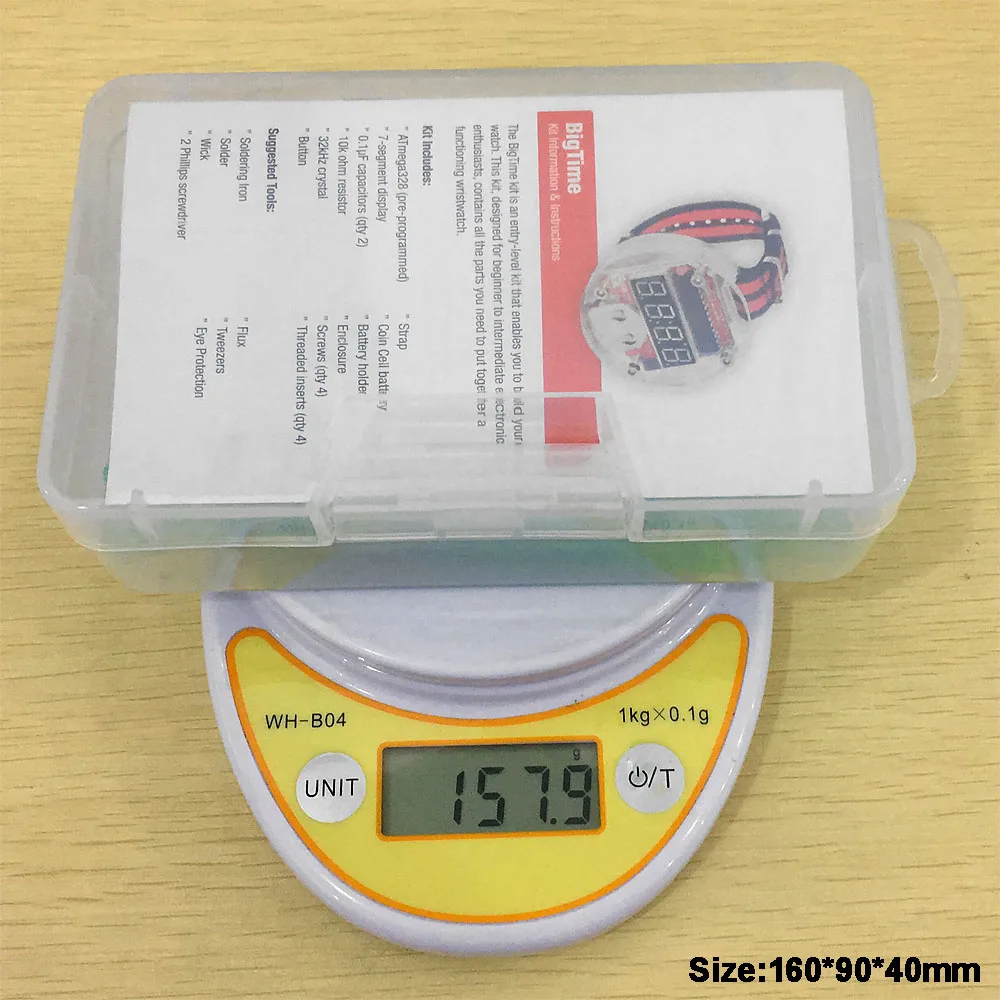 BigTime
Kit Information & Instructions
The BigTime kit is an entry-level kit that enables you to build your
watch. This kit, designed for beginner to intermediate electronic
enthusiasts, contains all the parts you need to put together a
functioning wristwatch.
Kit Includes:
" ATmega328 (pre-programmed)
" 7-segment display
" 0.1µF capacitors (qty 2)
" 10k ohm resistor
" 32kHz crystal
" Button
" Strap
" Coin Cell battery
" Battery holder
" Enclosure
" Screws (qty 4)
" Threaded inserts (qty 4)
Suggested Tools:
" Soldering Iron
" Solder
" Wick
" 2 Phillips screwdriver
" Flux
" Tweezers
" Eye Protection
88:88
WH-B04
1kg×0.1g
UNIT
g
157.9
⏻/T
Size:160*90*40mm